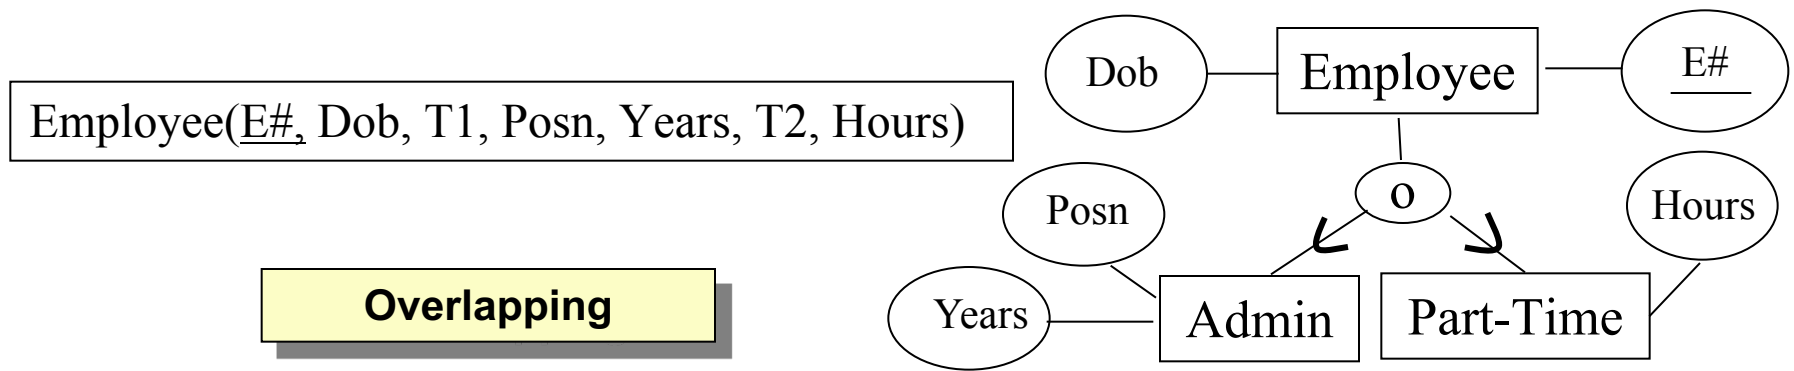 Employee(E#, Dob, T1, Posn, Years, T2, Hours)
Overlapping
Dob
Employee
E#
o
Posn
Hours
Years
Admin
Part-Time